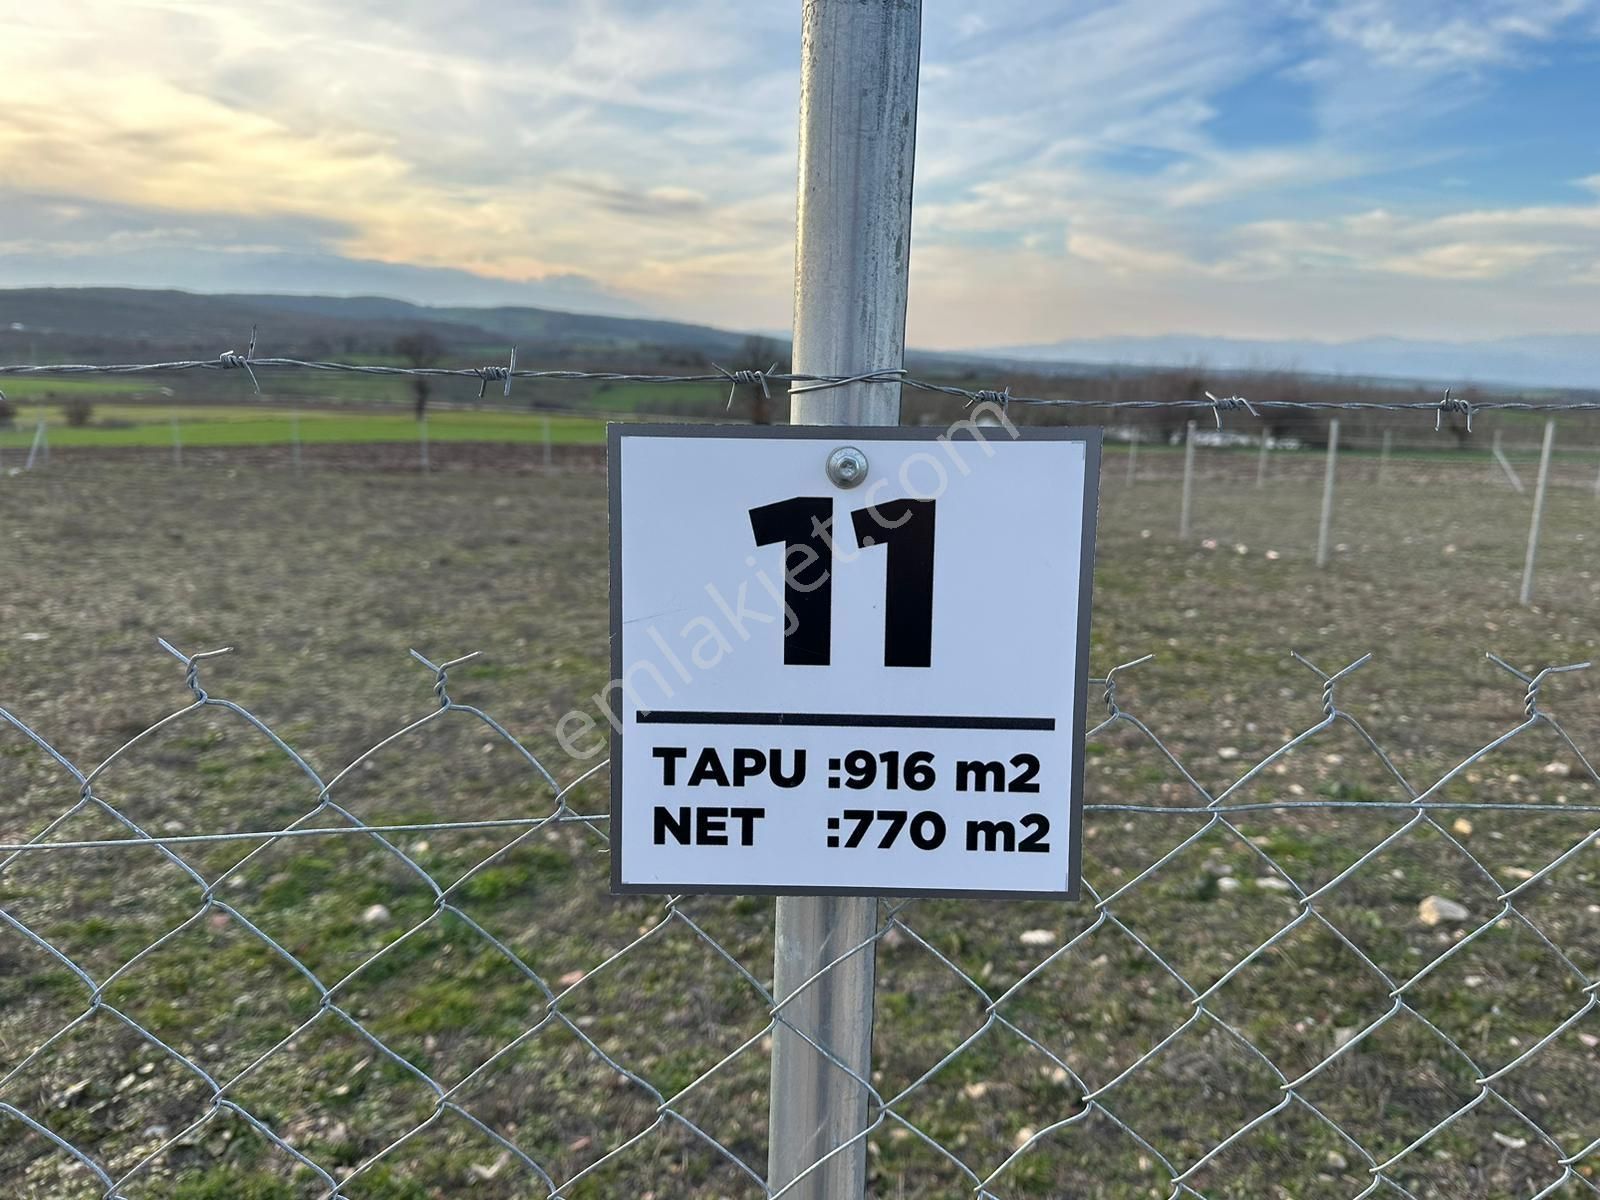 11
TAPU :916 m2
NET :770 m2
emlakjet.com